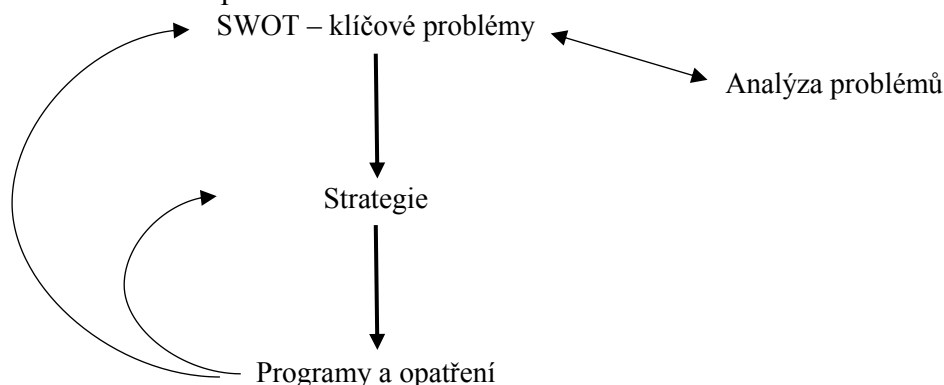 SWOT – klíčové problémy
Analýza problémů
Strategie
Programy a opatření